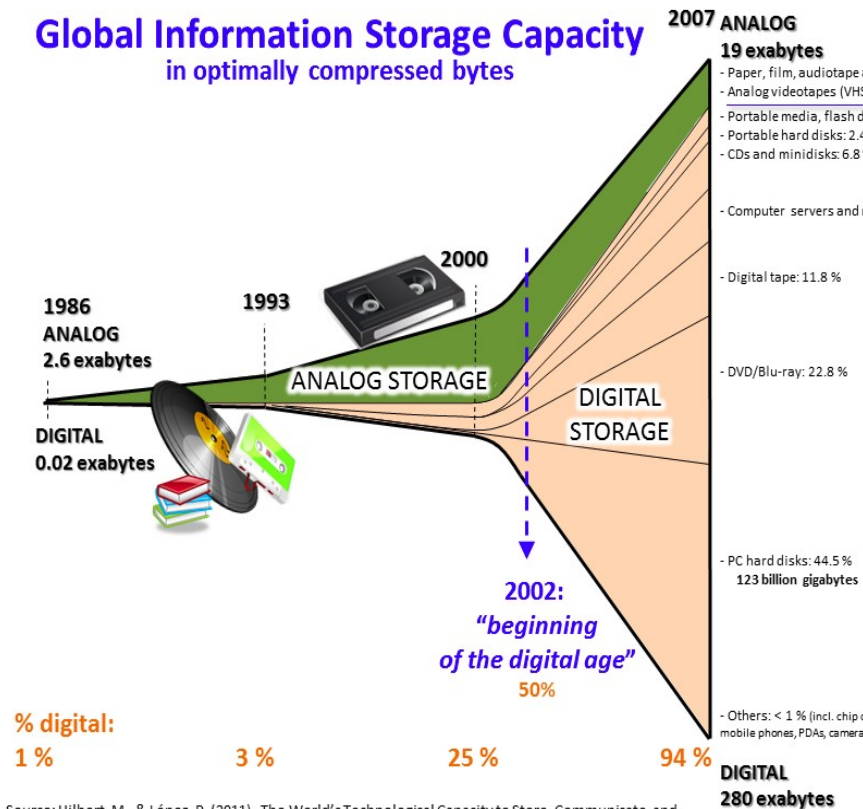 Global Information Storage Capacity
in optimally compressed bytes
2007
ANALOG
19 exabytes
- Paper, film, audiotape
- Analog videotapes (VHS
- Portable media, flash
- Portable hard disks: 2.4
- CDs and minidisks: 6.8
- Computer servers and
- Digital tape: 11.8 %
- DVD/Blu-ray: 22.8 %
2000
1993
1986
ANALOG
2.6 exabytes
ANALOG STORAGE
DIGITAL
STORAGE
DIGITAL
0.02 exabytes
- PC hard disks: 44.5 %
123 billion gigabytes
2002:
"beginning
of the digital age"
50%
- Others: < 1 % (incl. chip
mobile phones, PDAs, camera
% digital:
1 %
3 %
25 %
94 %
DIGITAL
280 exabytes